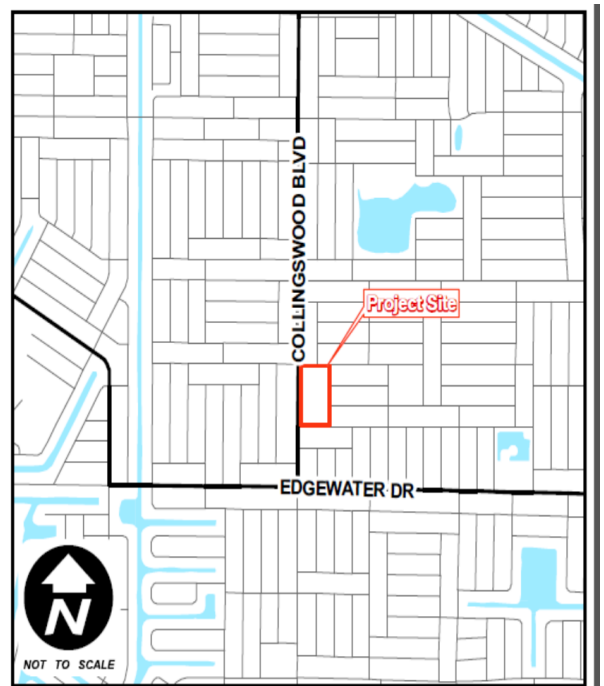 COLLINGSWOOD BLVD
Project Site
EDGEWATER DR
N
NOT TO SCALE